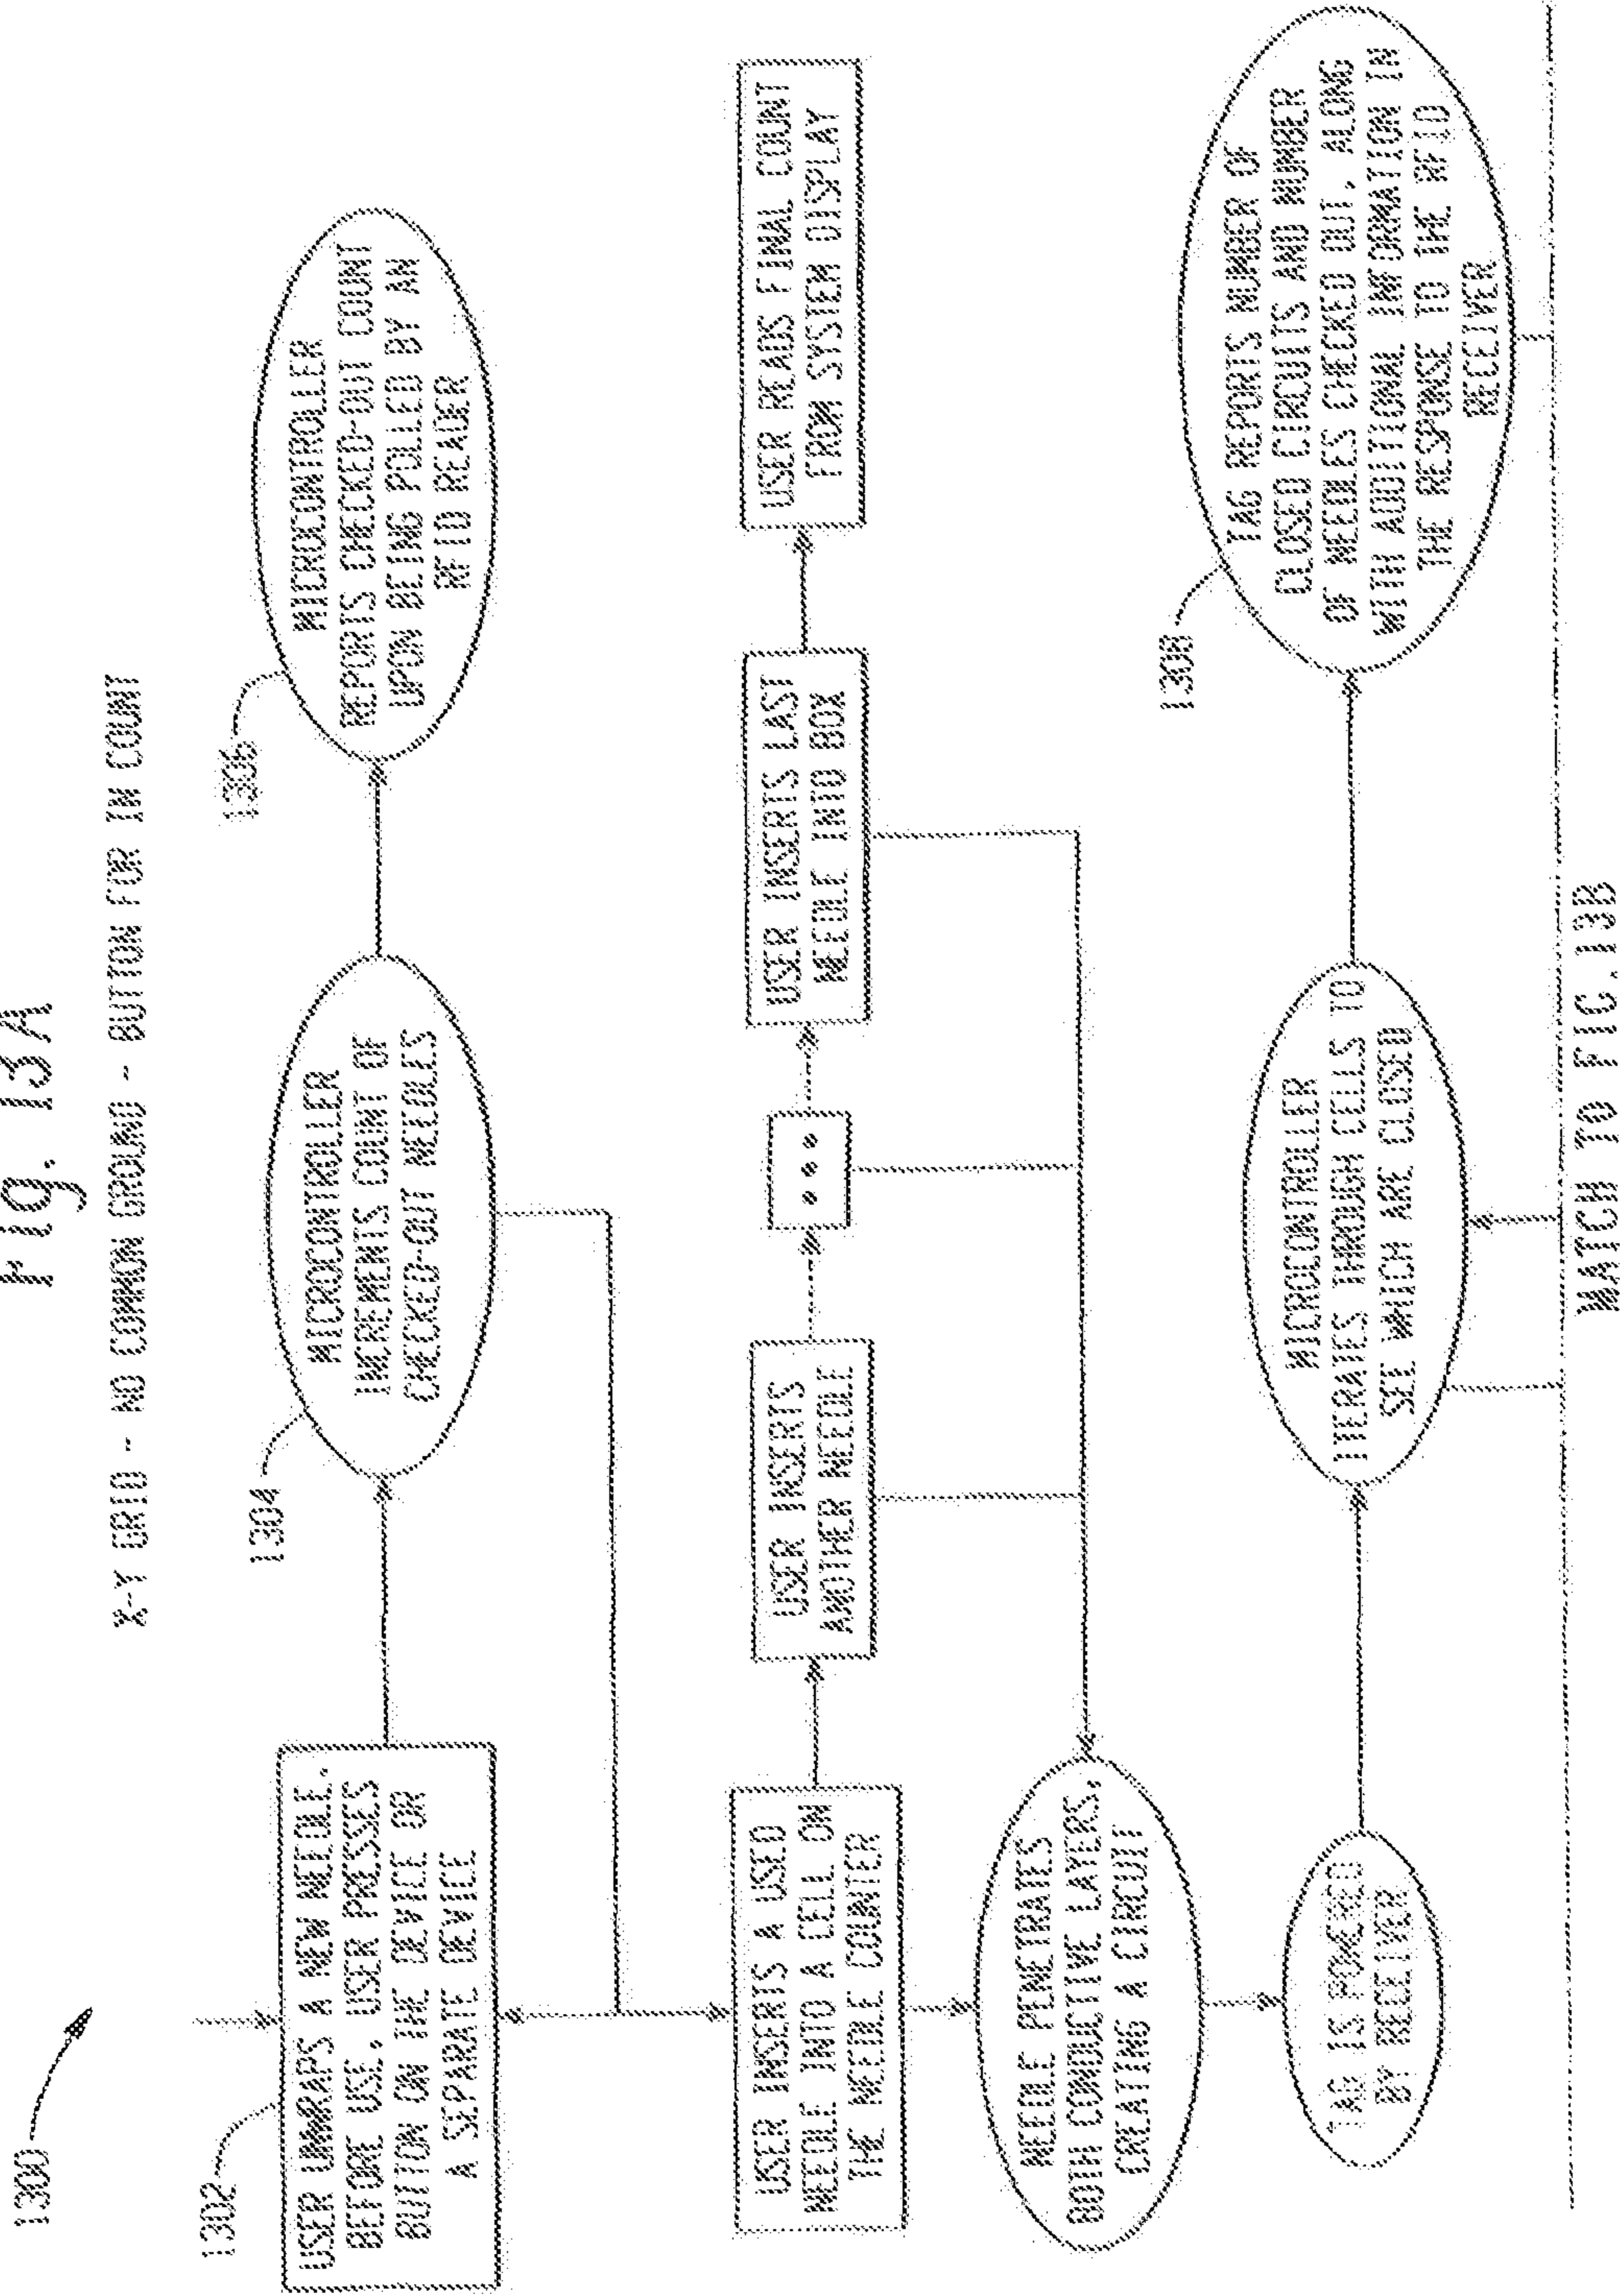 Fig. 13A
1300
X-Y GRID - NO COMMON GROUND - BUTTON FOR IN COUNT
1302
USER UNWRAPS A NEW NEEDLE.
BEFORE USE, USER PRESSES
BUTTON ON THE DEVICE OR
A SEPARATE DEVICE
1304
MICROCONTROLLER
INCREMENTS COUNT OF
CHECKED-OUT NEEDLES
1306
MICROCONTROLLER
REPORTS CHECKED-OUT COUNT
UPON BEING POLLED BY AN
RFID READER
USER INSERTS A USED
NEEDLE INTO A CELL ON
THE NEEDLE COUNTER
USER INSERTS
ANOTHER NEEDLE
•••
USER INSERTS LAST
NEEDLE INTO BOX
USER READS FINAL COUNT
FROM SYSTEM DISPLAY
NEEDLE PENETRATES
BOTH CONDUCTIVE LAYERS,
CREATING A CIRCUIT
TAG IS POWERED
BY RECEIVER
MICROCONTROLLER
ITERATES THROUGH CELLS TO
SEE WHICH ARE CLOSED
1308
TAG REPORTS NUMBER OF
CLOSED CIRCUITS AND NUMBER
OF NEEDLES CHECKED OUT, ALONG
WITH ADDITIONAL INFORMATION IN
THE RESPONSE TO THE RFID
RECEIVER
MATCH TO FIG.13B